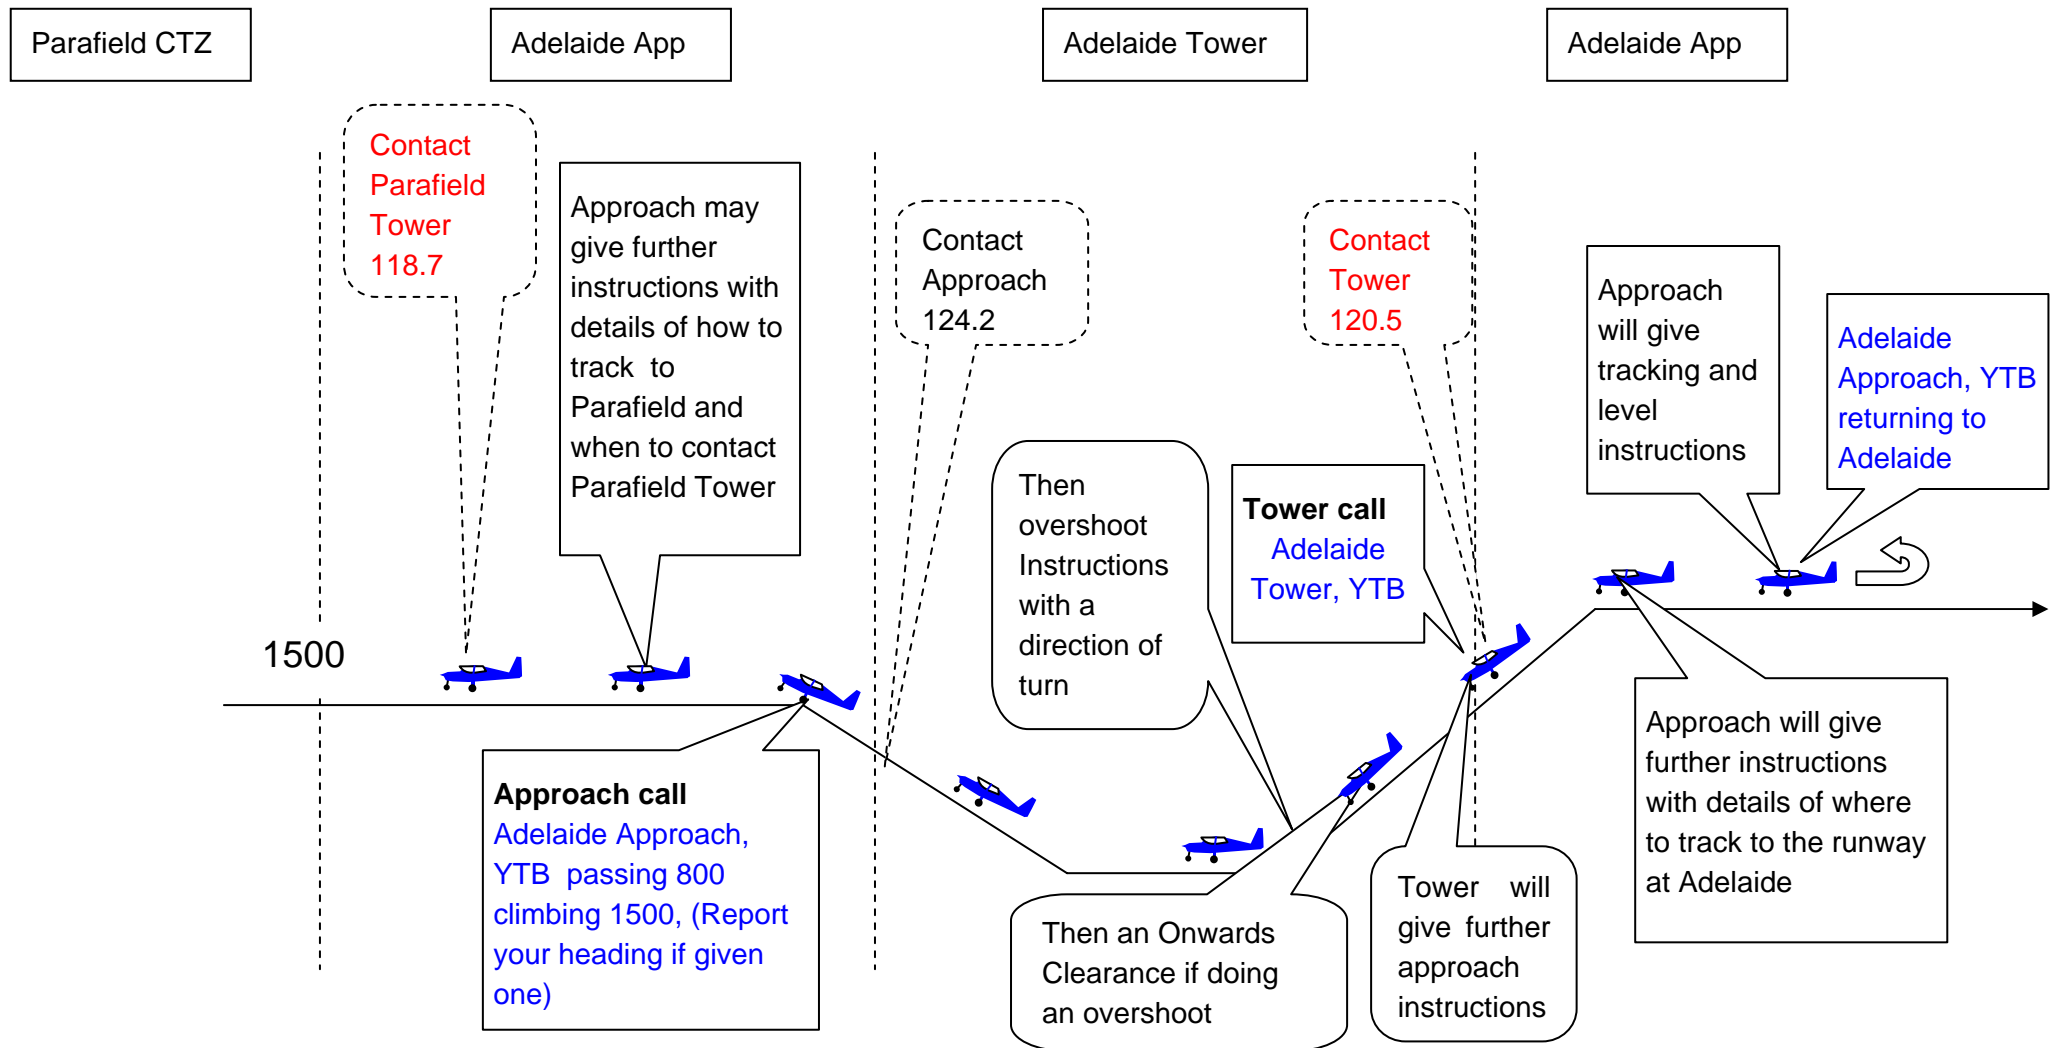 Parafield CTZ
Adelaide App
Adelaide Tower
Adelaide App
Contact
Parafield
Tower
118.7
Approach may
give further
instructions with
details of how to
track to
Parafield and
when to contact
Parafield Tower
Contact
Approach
124.2
Contact
Tower
120.5
Approach
will give
tracking and
level
instructions
Adelaide
Approach, YTB
returning to
Adelaide
Then
overshoot
Instructions
with a
direction of
turn
Tower call
Adelaide
Tower, YTB
1500
Approach call
Adelaide Approach,
YTB passing 800
climbing 1500, (Report
your heading if given
one)
Then an Onwards
Clearance if doing
an overshoot
Tower will
give further
approach
instructions
Approach will give
further instructions
with details of where
to track to the runway
at Adelaide